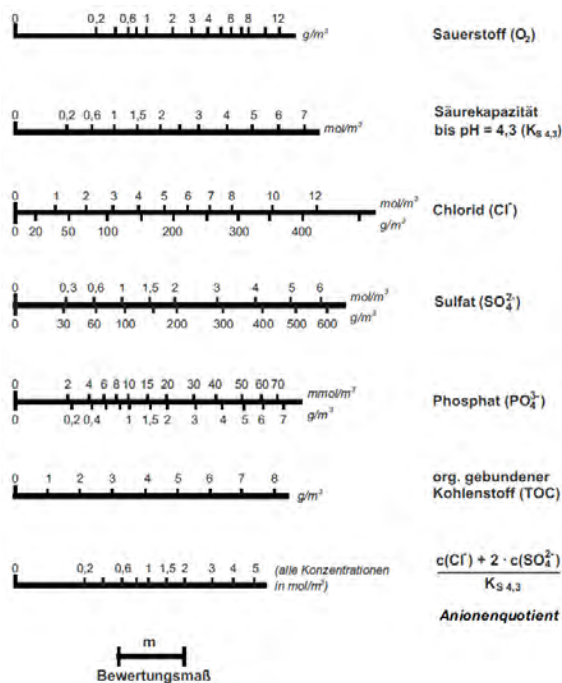 0 0,2 0,6 1 2 3 4 6 8 12
g/m³
Sauerstoff (O₂)
0 0,2 0,6 1 1,5 2 3 4 5 6 7
mol/m³
Säurekapazität
bis pH = 4,3 (K_S 4,3)
0 1 2 3 4 5 6 7 8 10 12
mol/m³
0 20 50 100 200 300 400
g/m³
Chlorid (Cl⁻)
0 0,3 0,6 1 1,5 2 3 4 5 6
mol/m³
0 30 60 100 200 300 400 500 600
g/m³
Sulfat (SO₄²⁻)
0 2 4 6 8 10 15 20 30 40 50 60 70
mmol/m³
0 0,2 0,4 1 1,5 2 3 4 5 6 7
g/m³
Phosphat (PO₄³⁻)
0 1 2 3 4 5 6 7 8
g/m³
org. gebundener
Kohlenstoff (TOC)
0 0,2 0,6 1 1,5 2 3 4 5
(alle Konzentrationen
in mol/m³)
c(Cl⁻) + 2 · c(SO₄²⁻)
K_S 4,3
Anionenquotient
m
Bewertungsmaß